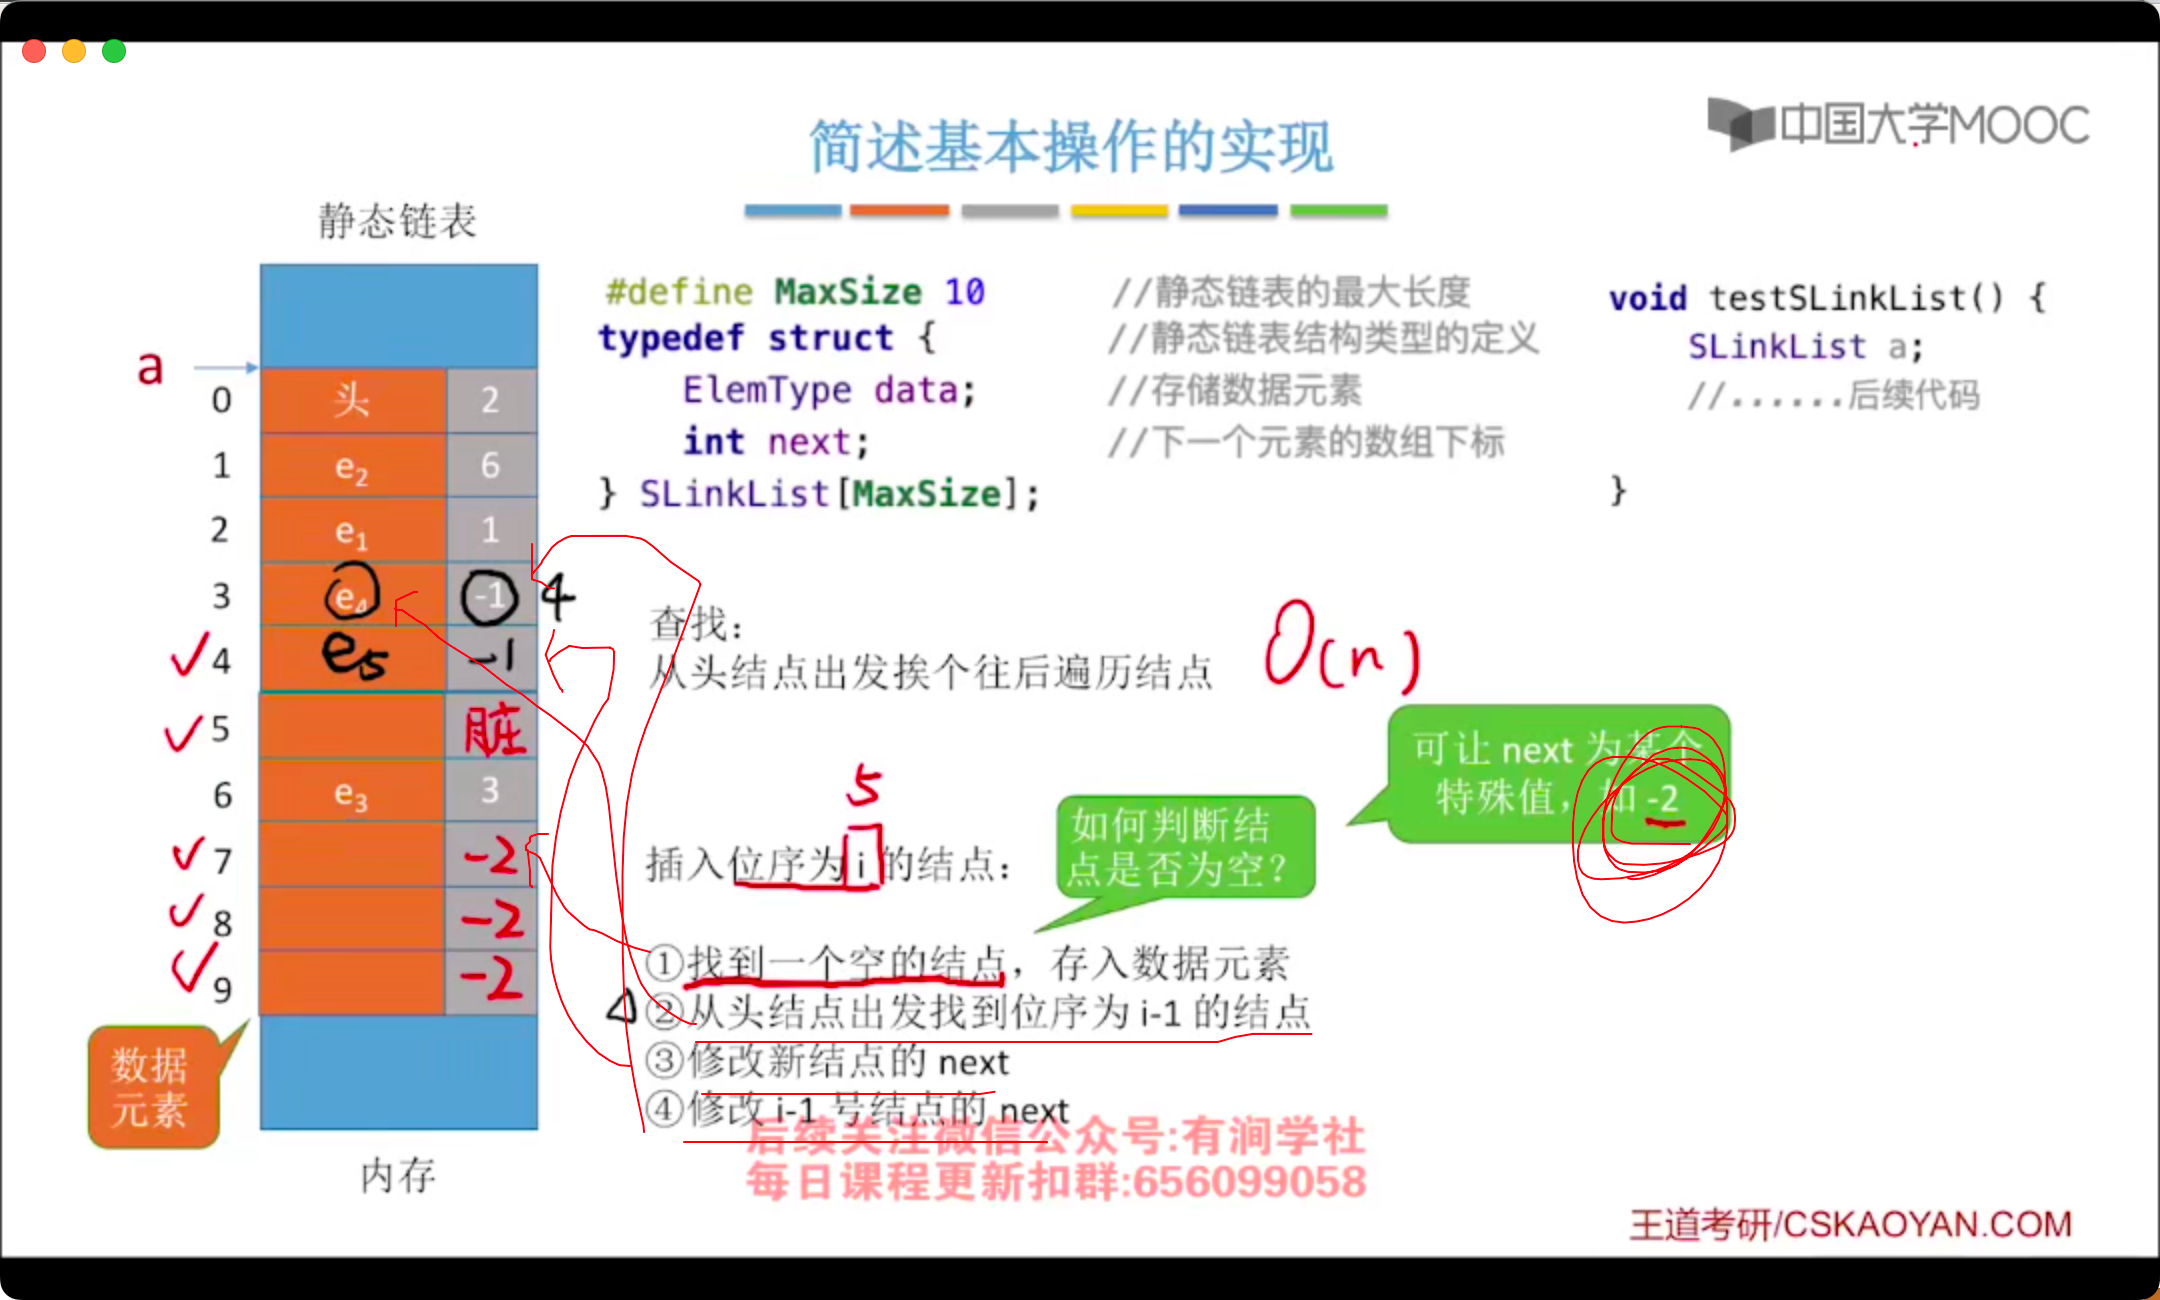 中国大学MOOC
简述基本操作的实现
静态链表
a
0 头 2
1 e2 6
2 e1 1
3 e4 -1 4
4 e5 -1
5 脏
6 e3 3
7 -2
8 -2
9 -2
数据
元素
内存
#define MaxSize 10 //静态链表的最大长度
typedef struct { //静态链表结构类型的定义
ElemType data; //存储数据元素
int next; //下一个元素的数组下标
} SLinkList[MaxSize];
void testSLinkList() {
SLinkList a;
//......后续代码
}
查找：
从头结点出发挨个往后遍历结点
O(n)
可让 next 为某个
特殊值，如 -2
如何判断结
点是否为空？
5
插入位序为 i 的结点：
①找到一个空的结点，存入数据元素
②从头结点出发找到位序为 i-1 的结点
③修改新结点的 next
④修改 i-1 号结点的 next
后续关注微信公众号:有涧学社
每日课程更新扣群:656099058
王道考研/CSKAOYAN.COM